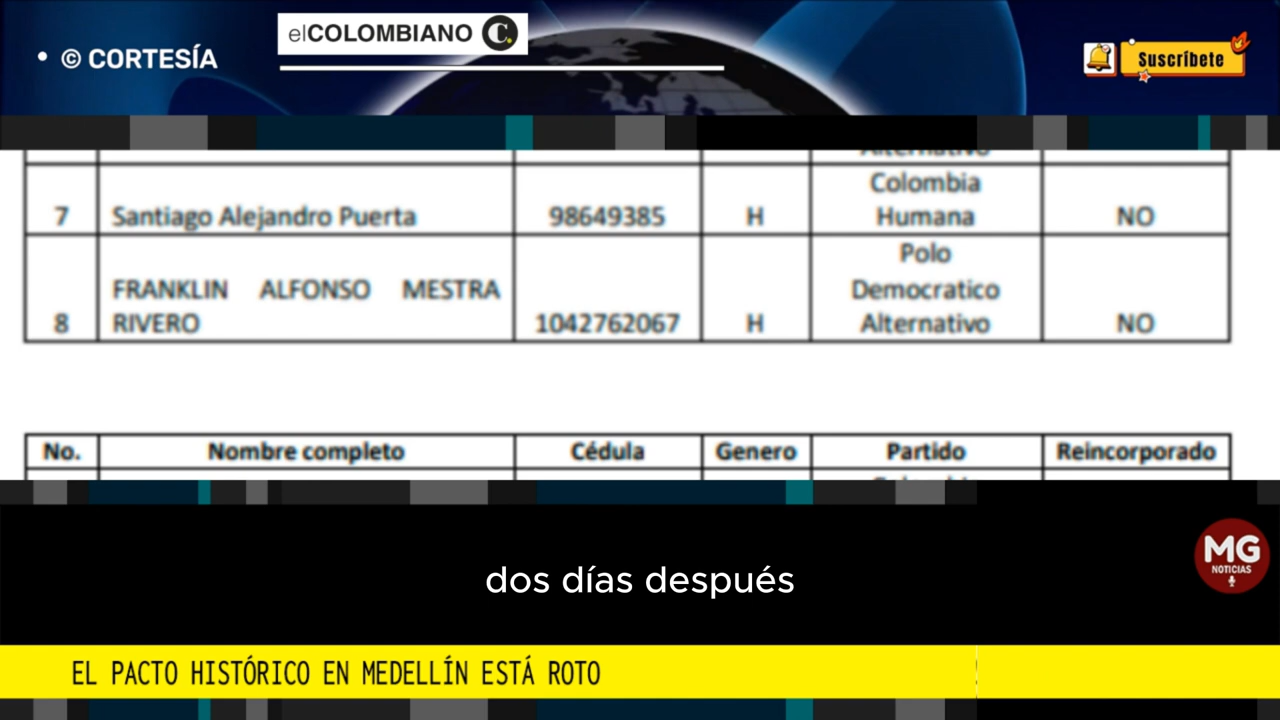 • © CORTESÍA
elCOLOMBIANO C.
Suscríbete
Alternativo
7 Santiago Alejandro Puerta 98649385 H Colombia Humana NO
8 FRANKLIN ALFONSO MESTRA RIVERO 1042762067 H Polo Democratico Alternativo NO
No. Nombre completo Cédula Genero Partido Reincorporado
dos días después
MG
NOTICIAS
EL PACTO HISTÓRICO EN MEDELLÍN ESTÁ ROTO